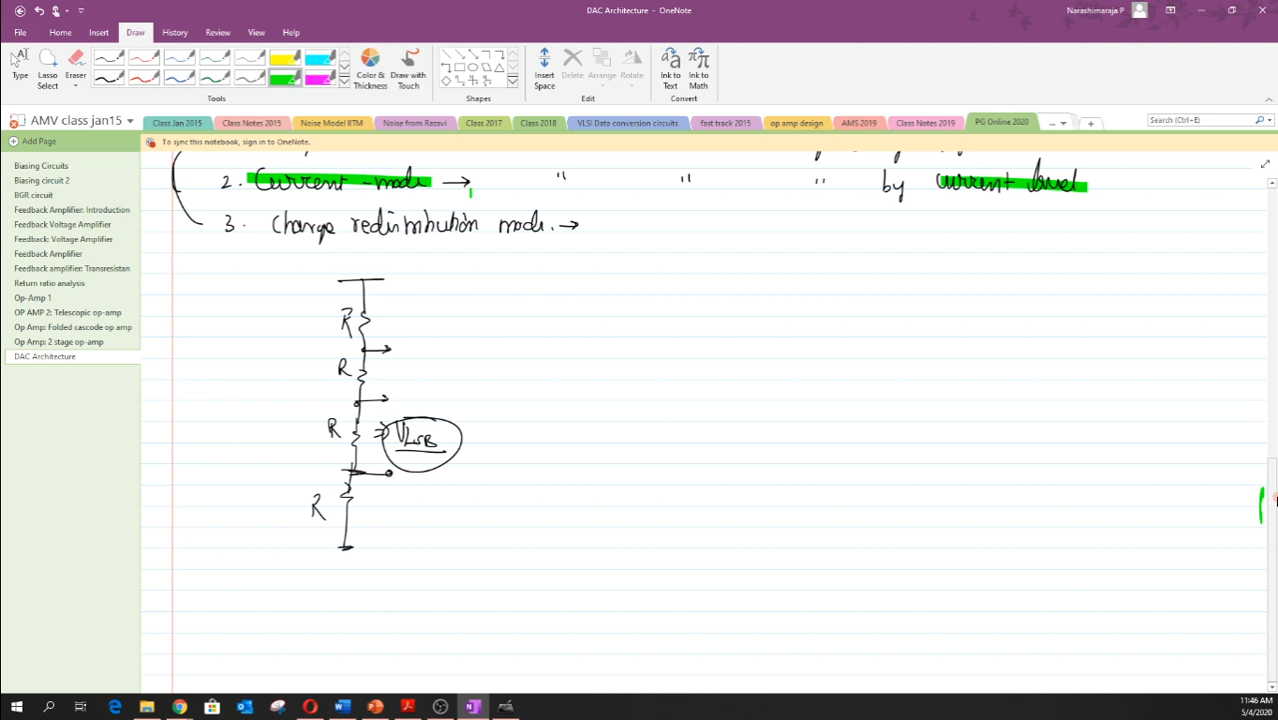 DAC Architecture - OneNote
Narashimaraja P
File Home Insert Draw History Review View Help
Type
Lasso Select
Eraser
Color & Thickness
Draw with Touch
Insert Space
Delete
Arrange
Rotate
Ink to Text
Ink to Math
Tools Shapes Edit Convert
AMV class jan15 Class Jan 2015 Class Notes 2015 Noise Model IITM Noise from Razavi Class 2017 Class 2018 VLSI Data conversion circuits fast track 2015 op amp design AMS 2019 Class Notes 2019 PG Online 2020 Search (Ctrl+E)
Add Page
To sync this notebook, sign in to OneNote.
Biasing Circuits
Biasing circuit 2
BGR circuit
Feedback Amplifier: Introduction
Feedback Voltage Amplifier
Feedback: Voltage Amplifier
Feedback Amplifier
Feedback amplifier: Transresistan
Return ratio analysis
Op-Amp 1
OP AMP 2: Telescopic op-amp
Op Amp: Folded cascode op amp
Op Amp: 2 stage op-amp
DAC Architecture
2. Current-mode → " " " by current level
3. Charge redistribution mode. →
R
R
R ⇒ VLSB
R
11:46 AM
5/4/2020